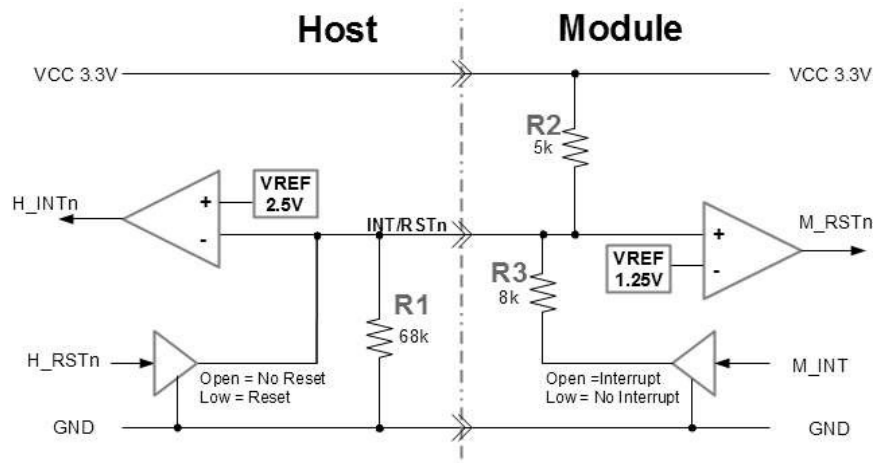 Host
Module
VCC 3.3V
VCC 3.3V
R2
5k
H_INTn
+
-
VREF
2.5V
INT/RSTn
VREF
1.25V
+
-
M_RSTn
R3
8k
R1
68k
H_RSTn
Open = No Reset
Low = Reset
Open =Interrupt
Low = No Interrupt
M_INT
GND
GND